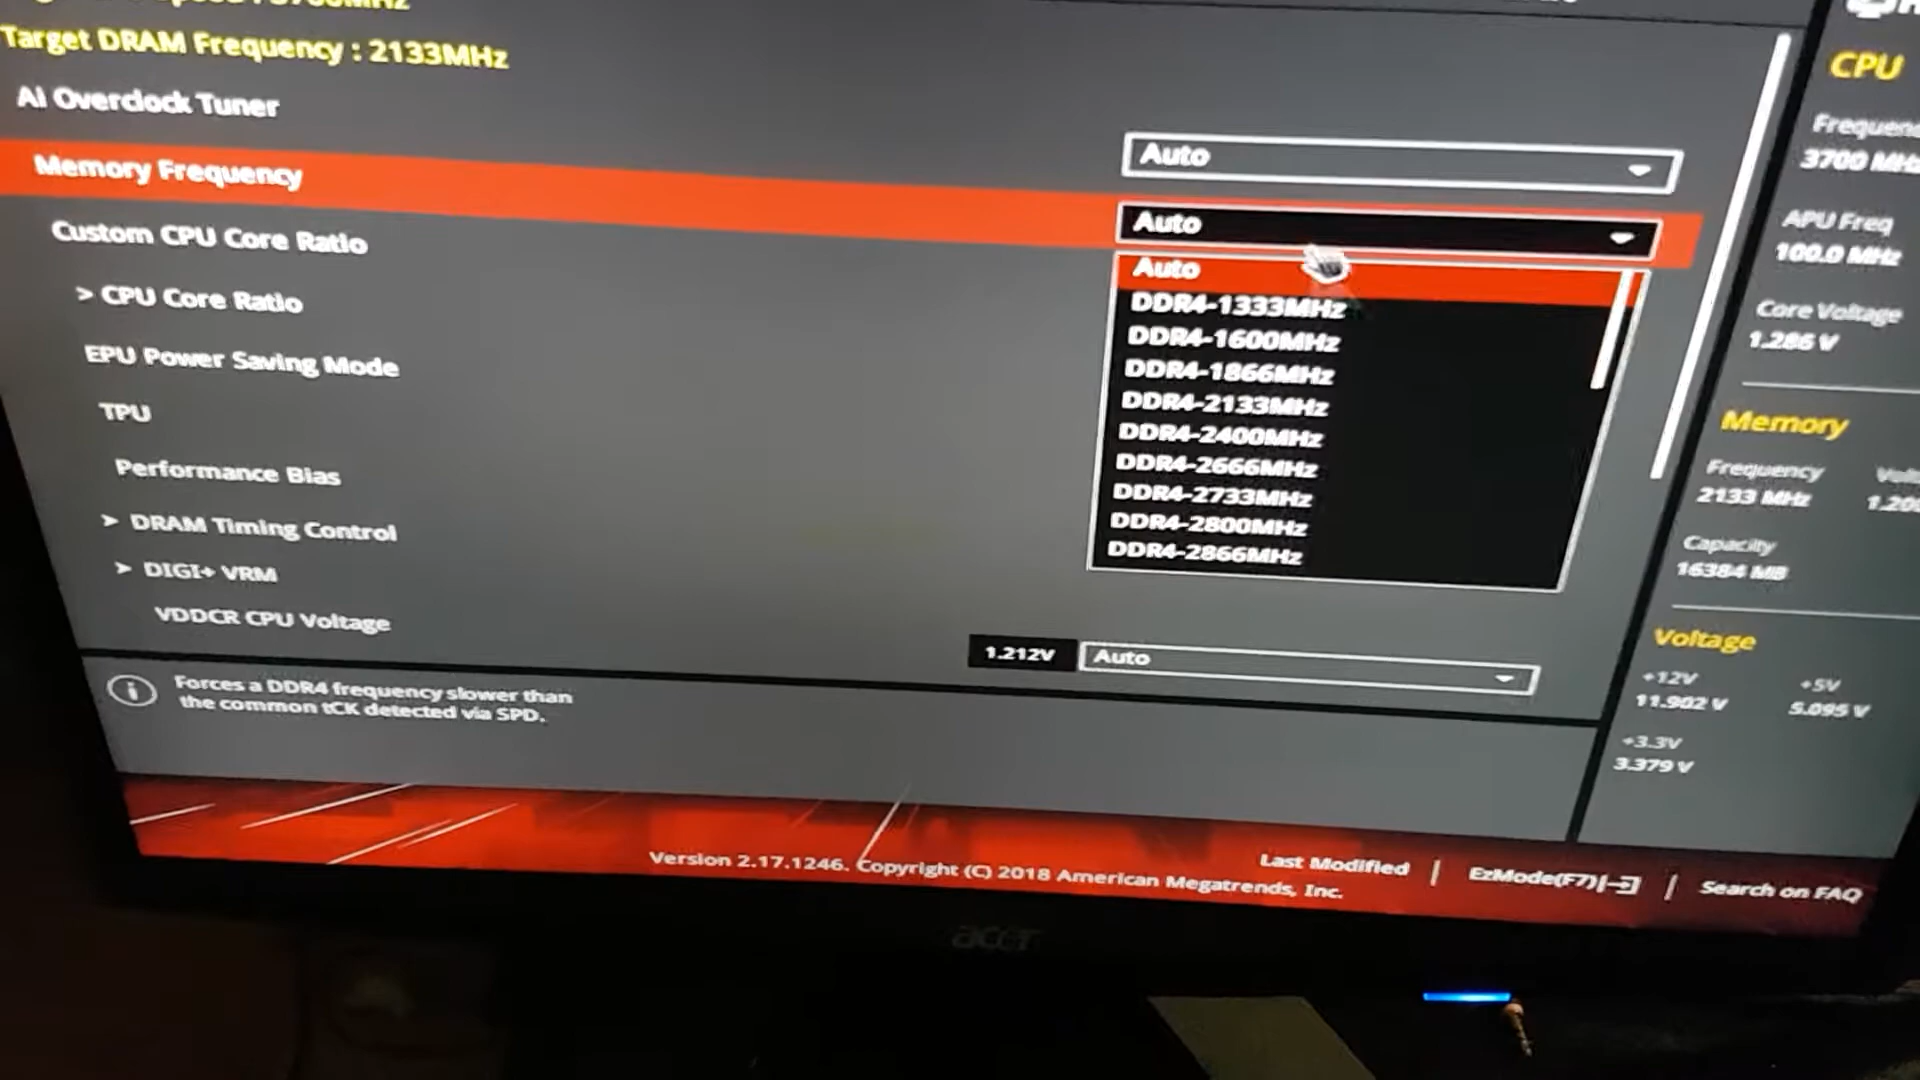 Target DRAM Frequency : 2133MHz
AI Overclock Tuner
Auto
Memory Frequency
Auto
Auto
DDR4-1333MHz
DDR4-1600MHz
DDR4-1866MHz
DDR4-2133MHz
DDR4-2400MHz
DDR4-2666MHz
DDR4-2733MHz
DDR4-2800MHz
DDR4-2866MHz
Custom CPU Core Ratio
> CPU Core Ratio
EPU Power Saving Mode
TPU
Performance Bias
> DRAM Timing Control
> DIGI+ VRM
VDDCR CPU Voltage
1.212V
Auto
Forces a DDR4 frequency slower than
the common tCK detected via SPD.
CPU
3700 MHz
APU Freq
100.0 MHz
Core Voltage
1.286 V
Memory
Frequency
2133 MHz
Capacity
16384 MB
Voltage
+12V +5V
11.902 V 5.095 V
+3.3V
3.379 V
Last Modified | EzMode(F7) | Search on FAQ
Version 2.17.1246. Copyright (C) 2018 American Megatrends, Inc.
acer